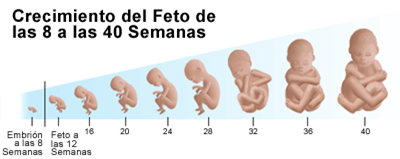 Crecimiento del Feto de
las 8 a las 40 Semanas
Embrión
a las 8
Semanas
Feto a
las 12
Semanas
16
20
24
28
32
36
40